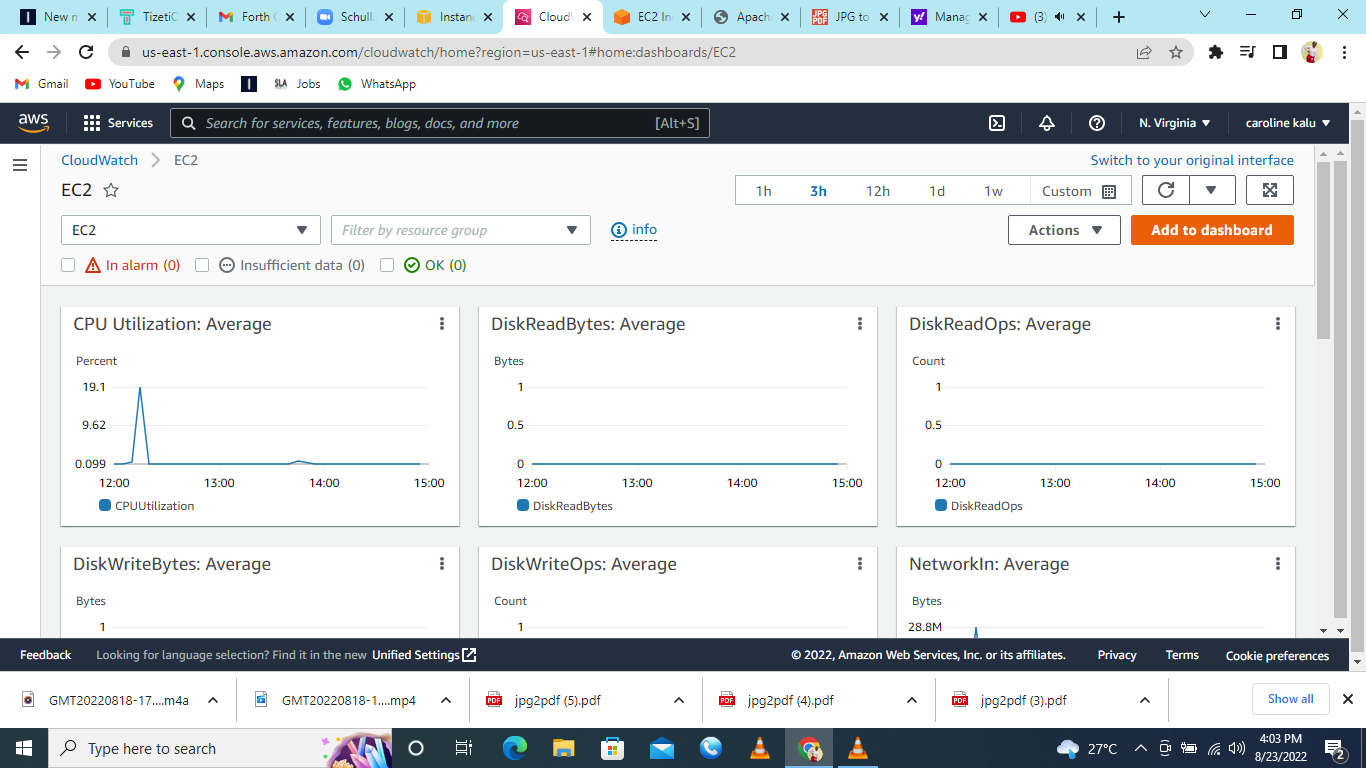 New m
TizetiC
Forth C
Schull.
Instanc
CloudW
EC2 In
Apach
JPG to
Manag
(3)
us-east-1.console.aws.amazon.com/cloudwatch/home?region=us-east-1#home:dashboards/EC2
Gmail
YouTube
Maps
SLA Jobs
WhatsApp
aws
Services
Search for services, features, blogs, docs, and more [Alt+S]
N. Virginia
caroline kalu
CloudWatch
EC2
Switch to your original interface
EC2
1h 3h 12h 1d 1w Custom
EC2
Filter by resource group
info
Actions
Add to dashboard
In alarm (0)
Insufficient data (0)
OK (0)
CPU Utilization: Average
Percent
19.1
9.62
0.099
12:00 13:00 14:00 15:00
CPUUtilization
DiskReadBytes: Average
Bytes
1
0.5
0
12:00 13:00 14:00 15:00
DiskReadBytes
DiskReadOps: Average
Count
1
0.5
0
12:00 13:00 14:00 15:00
DiskReadOps
DiskWriteBytes: Average
Bytes
1
DiskWriteOps: Average
Count
1
NetworkIn: Average
Bytes
28.8M
Feedback
Looking for language selection? Find it in the new Unified Settings
© 2022, Amazon Web Services, Inc. or its affiliates.
Privacy
Terms
Cookie preferences
GMT20220818-17....m4a
GMT20220818-1....mp4
PDF jpg2pdf (5).pdf
PDF jpg2pdf (4).pdf
PDF jpg2pdf (3).pdf
Show all
Type here to search
27°C
4:03 PM
8/23/2022
2